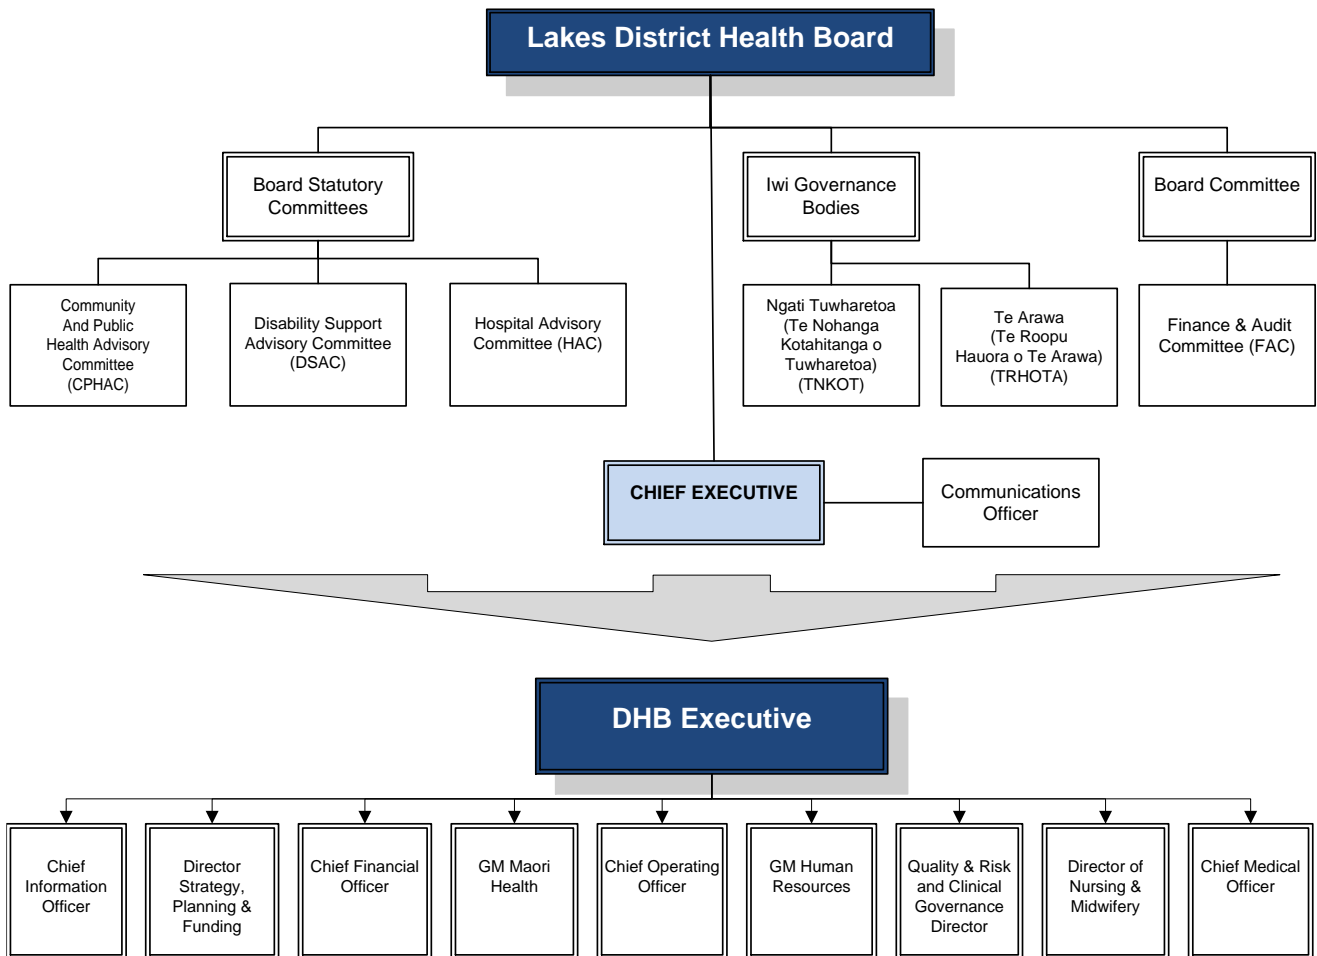 Lakes District Health Board
Board Statutory
Committees
Iwi Governance
Bodies
Board Committee
Community
And Public
Health Advisory
Committee
(CPHAC)
Disability Support
Advisory Committee
(DSAC)
Hospital Advisory
Committee (HAC)
Ngati Tuwharetoa
(Te Nohanga
Kotahitanga o
Tuwharetoa)
(TNKOT)
Te Arawa
(Te Roopu
Hauora o Te Arawa)
(TRHOTA)
Finance & Audit
Committee (FAC)
CHIEF EXECUTIVE
Communications
Officer
DHB Executive
Chief
Information
Officer
Director
Strategy,
Planning &
Funding
Chief Financial
Officer
GM Maori
Health
Chief Operating
Officer
GM Human
Resources
Quality & Risk
and Clinical
Governance
Director
Director of
Nursing &
Midwifery
Chief Medical
Officer